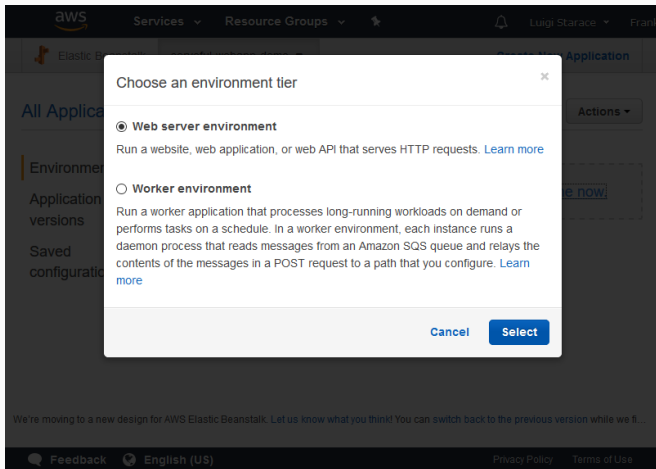 aws Services Resource Groups Luigi Starace Frank
Elastic Create New Application
Choose an environment tier
×
All Applica
Actions
Web server environment
Run a website, web application, or web API that serves HTTP requests. Learn more
Environme
Worker environment
e now.
Application
versions
Run a worker application that processes long-running workloads on demand or
performs tasks on a schedule. In a worker environment, each instance runs a
daemon process that reads messages from an Amazon SQS queue and relays the
contents of the messages in a POST request to a path that you configure. Learn
more
Saved
configuratio
Cancel Select
We're moving to a new design for AWS Elastic Beanstalk. Let us know what you think! You can switch back to the previous version while we fi...
Feedback English (US) Privacy Policy Terms of Use